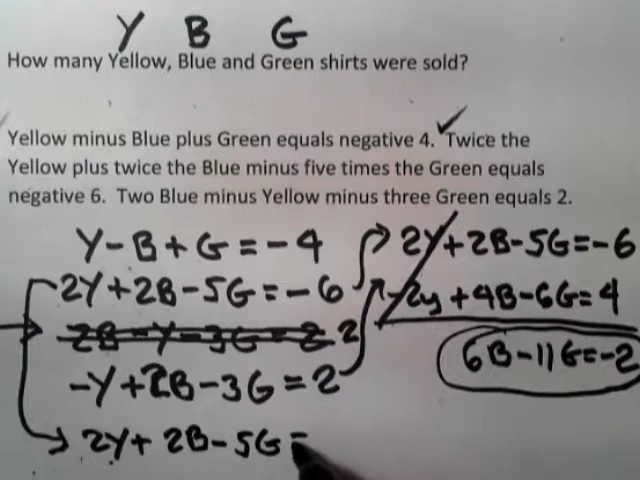 Y B G
How many Yellow, Blue and Green shirts were sold?
Yellow minus Blue plus Green equals negative 4. Twice the
Yellow plus twice the Blue minus five times the Green equals
negative 6. Two Blue minus Yellow minus three Green equals 2.
Y-B+G=-4
2Y+2B-5G=-6
2B-Y-3G=2 2
-Y+2B-3G=2
2Y+2B-5G=
2Y+2B-5G=-6
-2y+4B-6G=4
6B-11G=-2